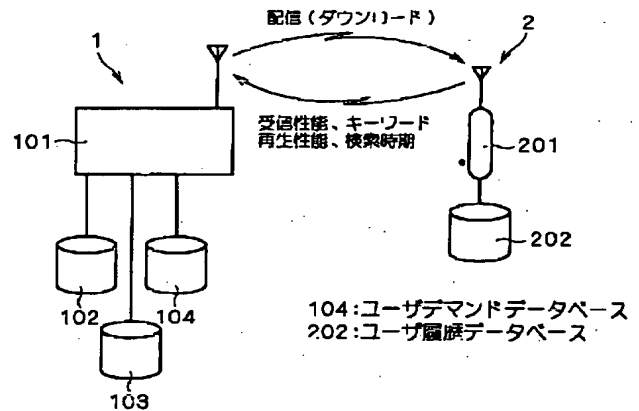 配信(ダウンロード)
1
2
受信性能、キーワード
再生性能、検索時期
101
201
202
102
104
103
104:ユーザデマンドデータベース
202:ユーザ履歴データベース